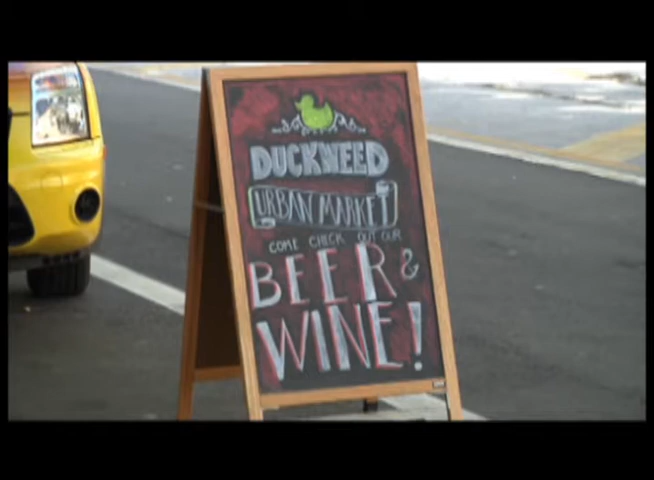 DUCKWEED
URBAN MARKET
COME CHECK OUT OUR
BEER &
WINE!